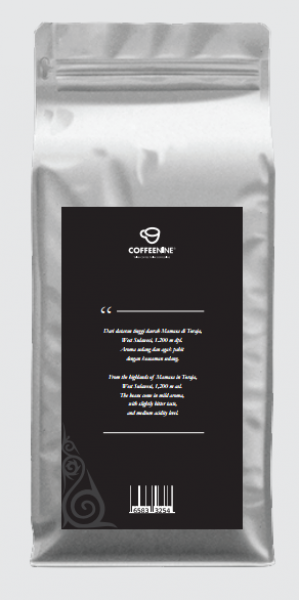 COFFEENINE
“
Dari dataran tinggi daerah Mamasa di Toraja,
West Sulawesi, 1.200 m dpl.
Aroma sedang dan agak pahit
dengan keasaman sedang.
From the highlands of Mamasa in Toraja,
West Sulawesi, 1,200 m asl.
The beans come in mild aroma,
with slightly bitter taste,
and medium acidity level.
6583 3254